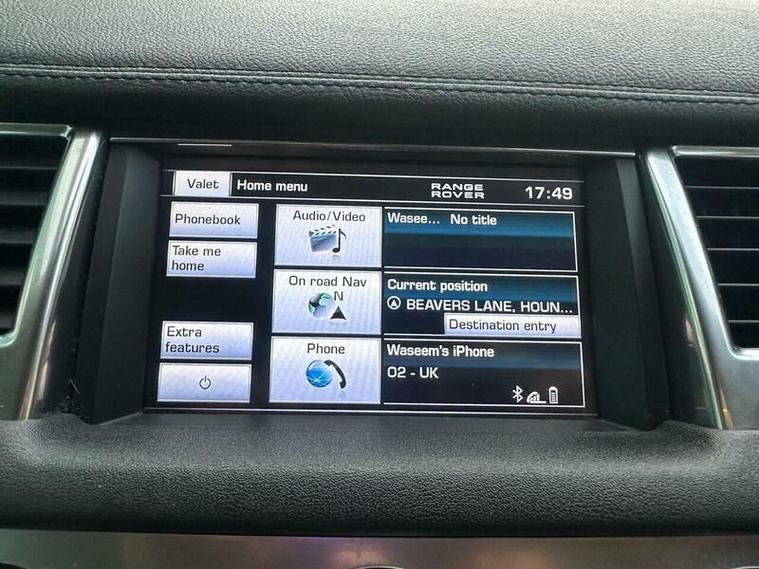 Valet
Home menu
RANGE
ROVER
17:49
Phonebook
Audio/Video
Wasee... No title
Take me
home
On road Nav
N
Current position
BEAVERS LANE, HOUN...
Destination entry
Extra
features
Phone
Waseem's iPhone
O2 - UK